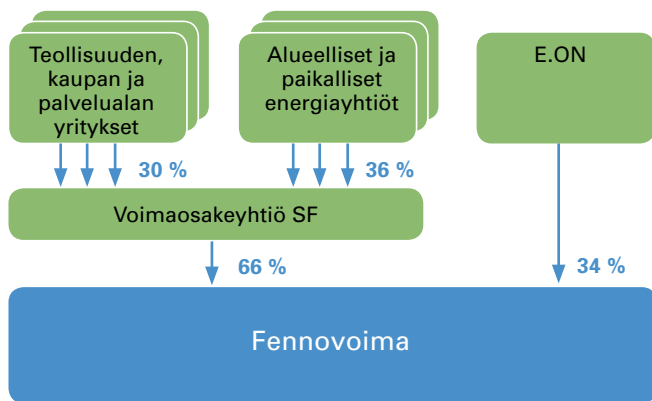 Teollisuuden,
kaupan ja
palvelualan
yritykset
Alueelliset ja
paikalliset
energiayhtiöt
E.ON
30 %
36 %
Voimaosakeyhtiö SF
66 %
34 %
Fennovoima